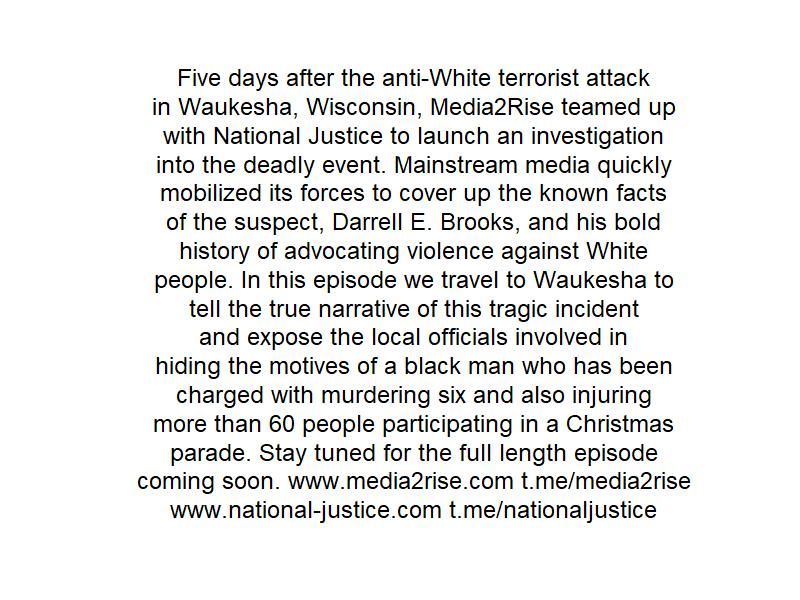 Five days after the anti-White terrorist attack
in Waukesha, Wisconsin, Media2Rise teamed up
with National Justice to launch an investigation
into the deadly event. Mainstream media quickly
mobilized its forces to cover up the known facts
of the suspect, Darrell E. Brooks, and his bold
history of advocating violence against White
people. In this episode we travel to Waukesha to
tell the true narrative of this tragic incident
and expose the local officials involved in
hiding the motives of a black man who has been
charged with murdering six and also injuring
more than 60 people participating in a Christmas
parade. Stay tuned for the full length episode
coming soon. www.media2rise.com t.me/media2rise
www.national-justice.com t.me/nationaljustice